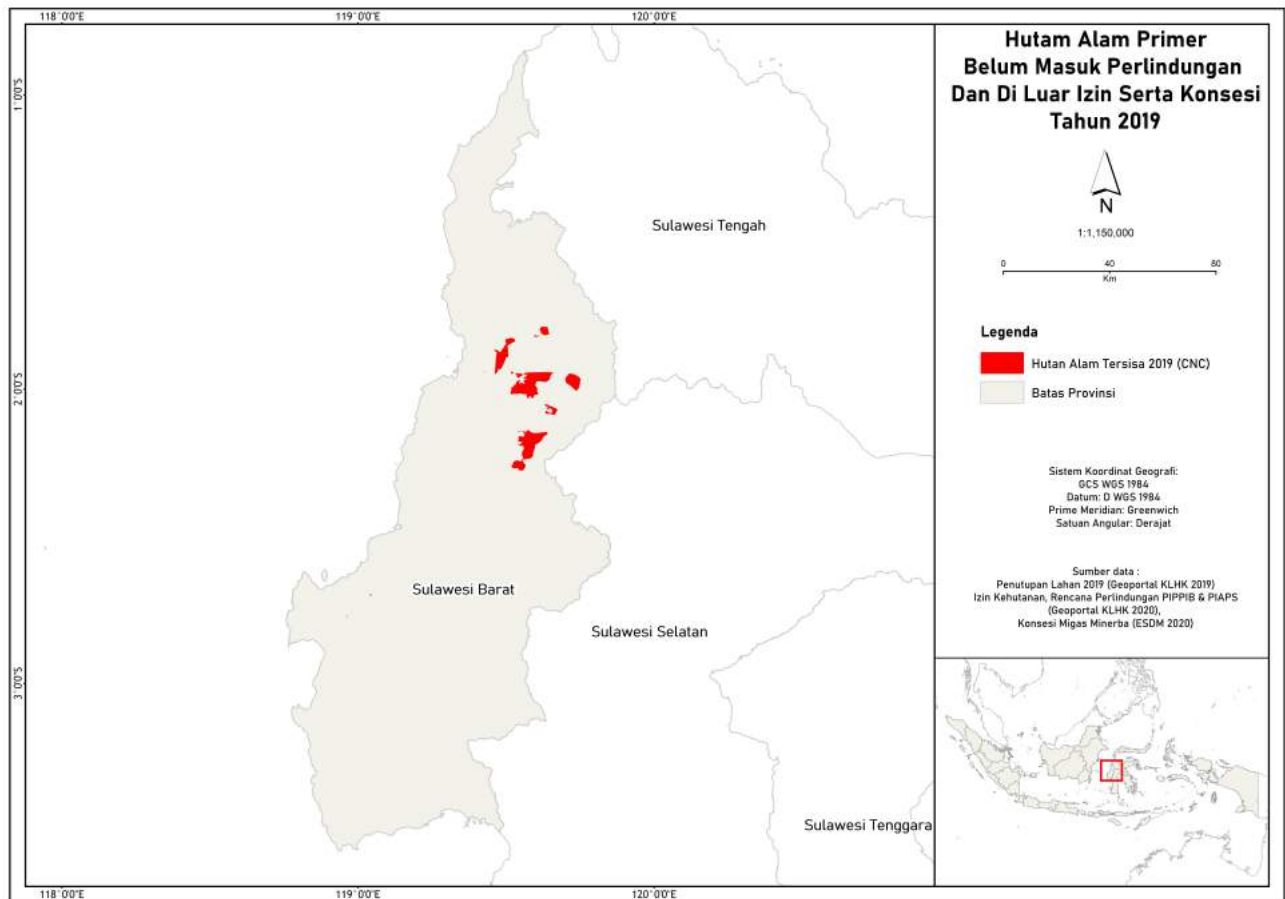 118°0'0"E
119°0'0"E
120°0'0"E
1°0'0"S
2°0'0"S
3°0'0"S
Sulawesi Tengah
Sulawesi Barat
Sulawesi Selatan
Sulawesi Tenggara
118°0'0"E
119°0'0"E
120°0'0"E
Hutam Alam Primer
Belum Masuk Perlindungan
Dan Di Luar Izin Serta Konsesi
Tahun 2019
N
1:1,150,000
0 40 80
Km
Legenda
Hutan Alam Tersisa 2019 (CNC)
Batas Provinsi
Sistem Koordinat Geografi:
GCS WGS 1984
Datum: D WGS 1984
Prime Meridian: Greenwich
Satuan Angular: Derajat
Sumber data :
Penutupan Lahan 2019 (Geoportal KLHK 2019)
Izin Kehutanan, Rencana Perlindungan PIPPIB & PIAPS
(Geoportal KLHK 2020),
Konsesi Migas Minerba (ESDM 2020)